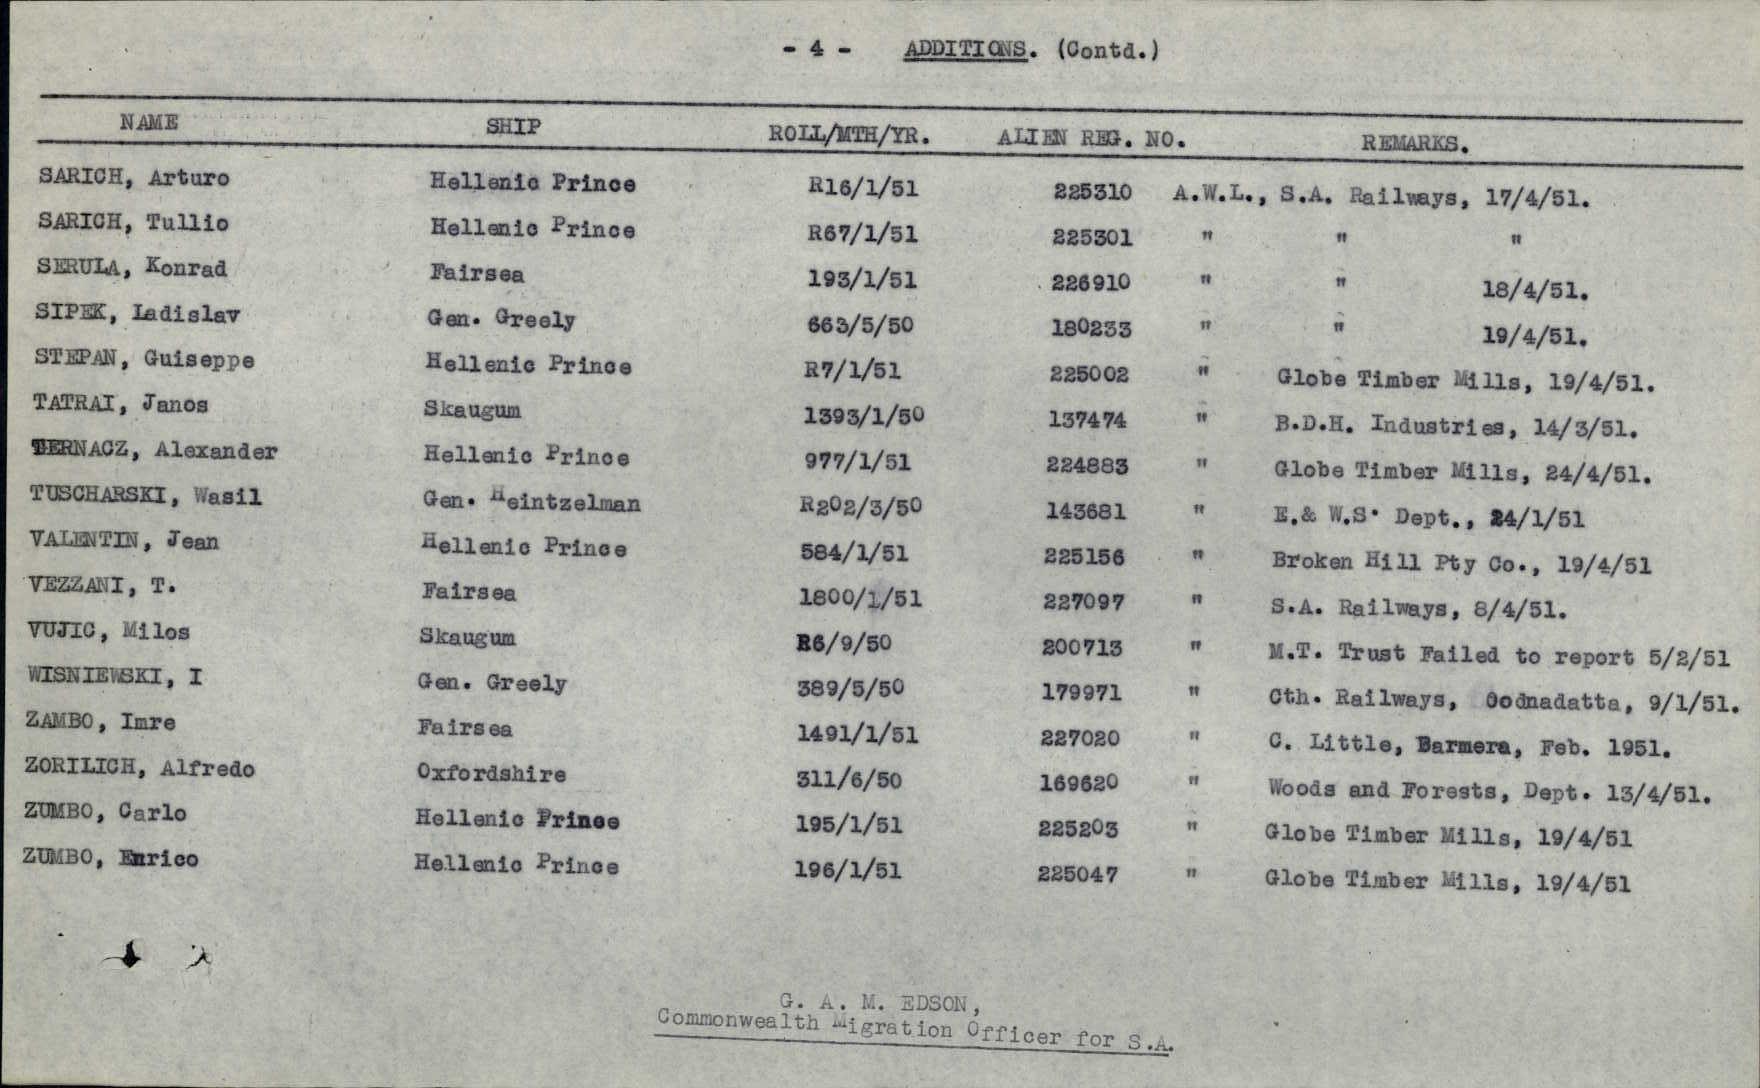 - 4 - ADDITIONS. (Contd.)
NAME SHIP ROLL/MTH/YR. ALIEN REG. NO. REMARKS.
SARICH, Arturo Hellenic Prince R16/1/51 225310 A.W.L., S.A. Railways, 17/4/51.
SARICH, Tullio Hellenic Prince R67/1/51 225301 " " "
SERULA, Konrad Fairsea 193/1/51 226910 " " 18/4/51.
SIPEK, Ladislav Gen. Greely 663/5/50 180233 " " 19/4/51.
STEPAN, Guiseppe Hellenic Prince R7/1/51 225002 " Globe Timber Mills, 19/4/51.
TATRAI, Janos Skaugum 1393/1/50 137474 " B.D.H. Industries, 14/3/51.
TERNACZ, Alexander Hellenic Prince 977/1/51 224883 " Globe Timber Mills, 24/4/51.
TUSCHARSKI, Wasil Gen. Heintzelman R202/3/50 143681 " E.& W.S. Dept., 24/1/51
VALENTIN, Jean Hellenic Prince 584/1/51 225156 " Broken Hill Pty Co., 19/4/51
VEZZANI, T. Fairsea 1800/1/51 227097 " S.A. Railways, 8/4/51.
VUJIC, Milos Skaugum R6/9/50 200713 " M.T. Trust Failed to report 5/2/51
WISNIEWSKI, I Gen. Greely 389/5/50 179971 " Cth. Railways, Oodnadatta, 9/1/51.
ZAMBO, Imre Fairsea 1491/1/51 227020 " C. Little, Barmera, Feb. 1951.
ZORILICH, Alfredo Oxfordshire 311/6/50 169620 " Woods and Forests, Dept. 13/4/51.
ZUMBO, Carlo Hellenic Prince 195/1/51 225203 " Globe Timber Mills, 19/4/51
ZUMBO, Enrico Hellenic Prince 196/1/51 225047 " Globe Timber Mills, 19/4/51
G. A. M. EDSON,
Commonwealth Migration Officer for S.A.